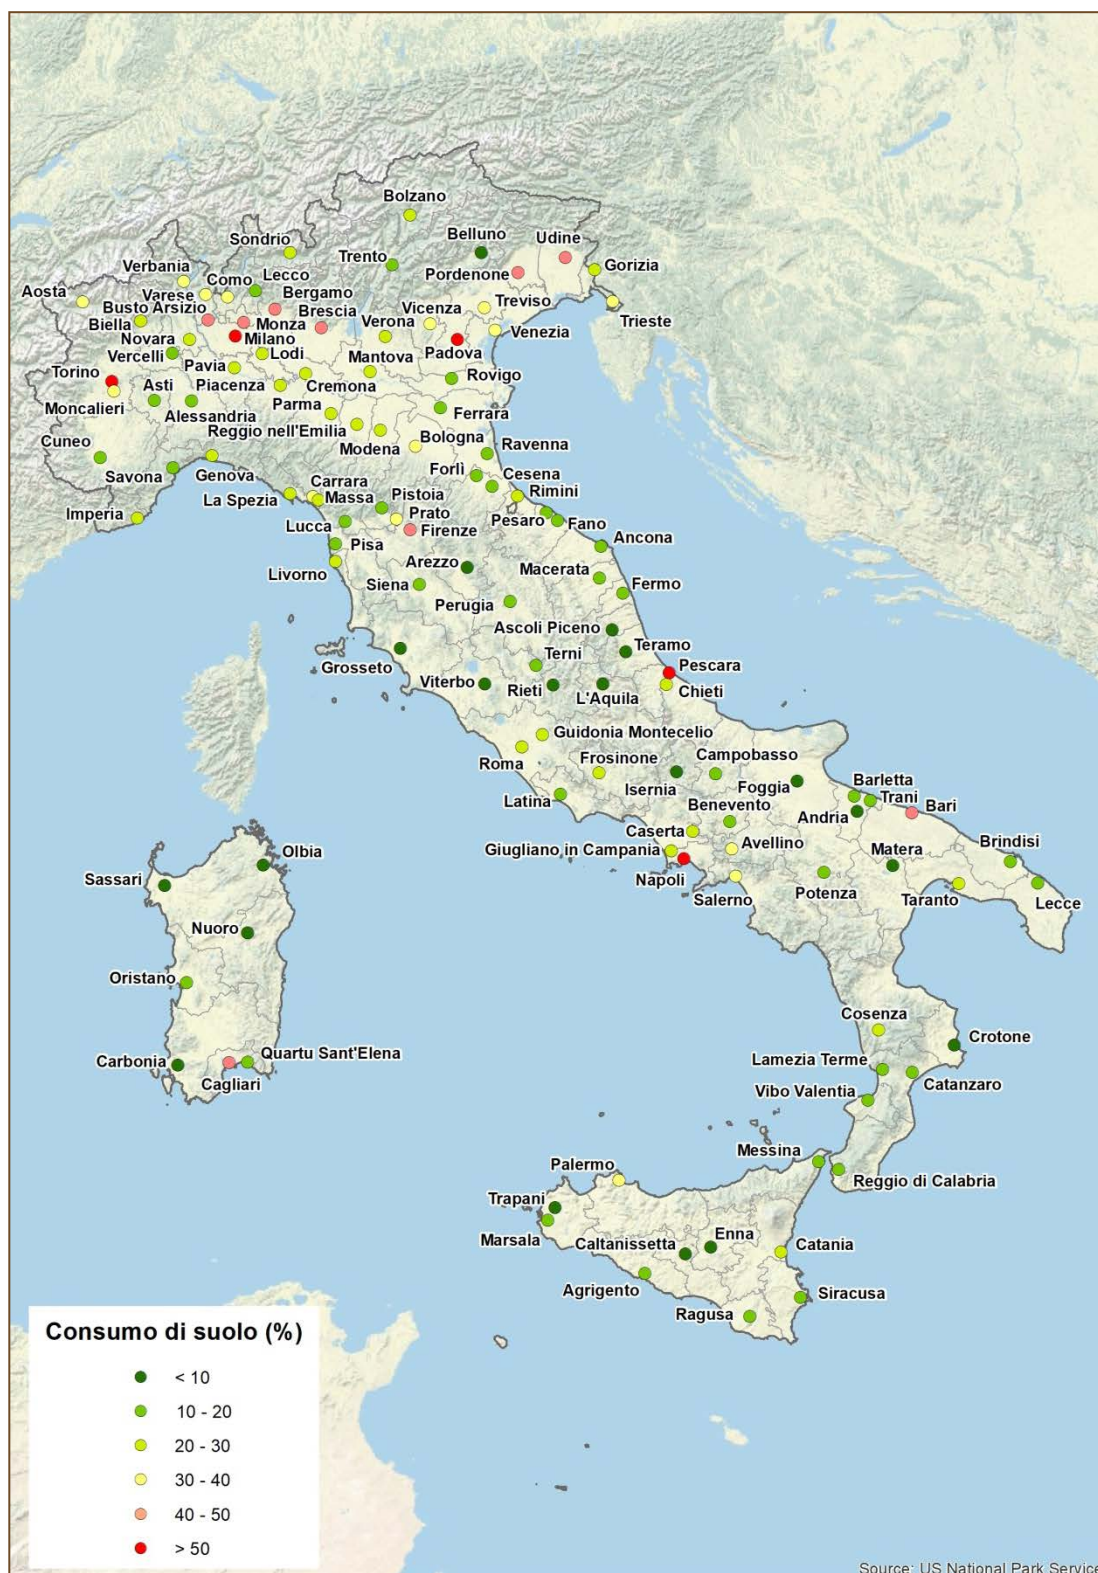 Bolzano
Belluno
Udine
Sondrio
Trento
Pordenone
Gorizia
Verbania
Como
Lecco
Aosta
Varese
Bergamo
Vicenza
Treviso
Busto Arsizio
Brescia
Trieste
Biella
Monza
Verona
Venezia
Novara
Milano
Vercelli
Lodi
Mantova
Padova
Torino
Pavia
Asti
Piacenza
Cremona
Rovigo
Moncalieri
Alessandria
Parma
Ferrara
Reggio nell'Emilia
Bologna
Cuneo
Modena
Ravenna
Savona
Genova
Forlì
Cesena
Carrara
La Spezia
Massa
Pistoia
Rimini
Imperia
Prato
Pesaro
Fano
Lucca
Firenze
Pisa
Ancona
Arezzo
Macerata
Livorno
Siena
Fermo
Perugia
Ascoli Piceno
Terni
Teramo
Grosseto
Pescara
Viterbo
Rieti
L'Aquila
Chieti
Guidonia Montecelio
Roma
Frosinone
Campobasso
Isernia
Foggia
Barletta
Latina
Trani
Benevento
Andria
Bari
Caserta
Avellino
Brindisi
Giugliano in Campania
Matera
Olbia
Napoli
Sassari
Salerno
Potenza
Taranto
Lecce
Nuoro
Oristano
Cosenza
Crotone
Carbonia
Quartu Sant'Elena
Lamezia Terme
Cagliari
Catanzaro
Vibo Valentia
Messina
Palermo
Reggio di Calabria
Trapani
Marsala
Enna
Caltanissetta
Catania
Agrigento
Siracusa
Ragusa
Consumo di suolo (%)
< 10
10 - 20
20 - 30
30 - 40
40 - 50
> 50
Source: US National Park Service